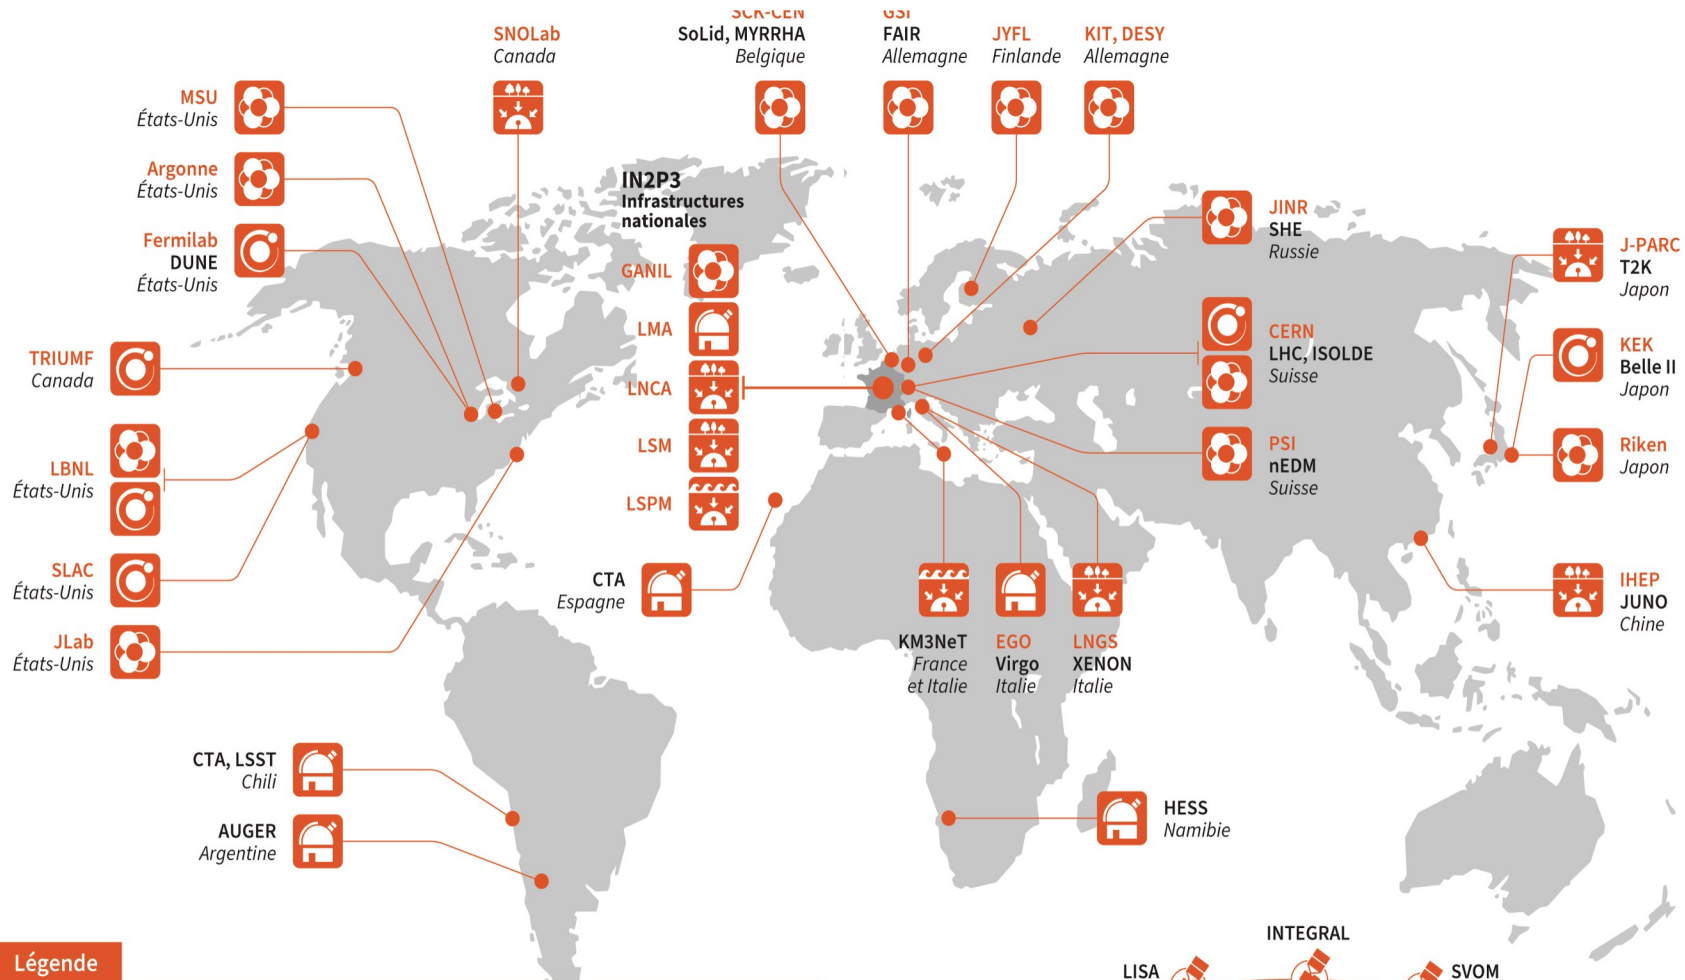 SCK-CEN
SoLid, MYRRHA
Belgique
GSI
FAIR
Allemagne
JYFL
Finlande
KIT, DESY
Allemagne
SNOLab
Canada
MSU
États-Unis
Argonne
États-Unis
Fermilab
DUNE
États-Unis
TRIUMF
Canada
LBNL
États-Unis
SLAC
États-Unis
JLab
États-Unis
IN2P3
Infrastructures
nationales
GANIL
LMA
LNCA
LSM
LSPM
CTA
Espagne
JINR
SHE
Russie
CERN
LHC, ISOLDE
Suisse
PSI
nEDM
Suisse
J-PARC
T2K
Japon
KEK
Belle II
Japon
Riken
Japon
IHEP
JUNO
Chine
KM3NeT
France
et Italie
EGO
Virgo
Italie
LNGS
XENON
Italie
CTA, LSST
Chili
AUGER
Argentine
HESS
Namibie
Légende
INTEGRAL
LISA
SVOM